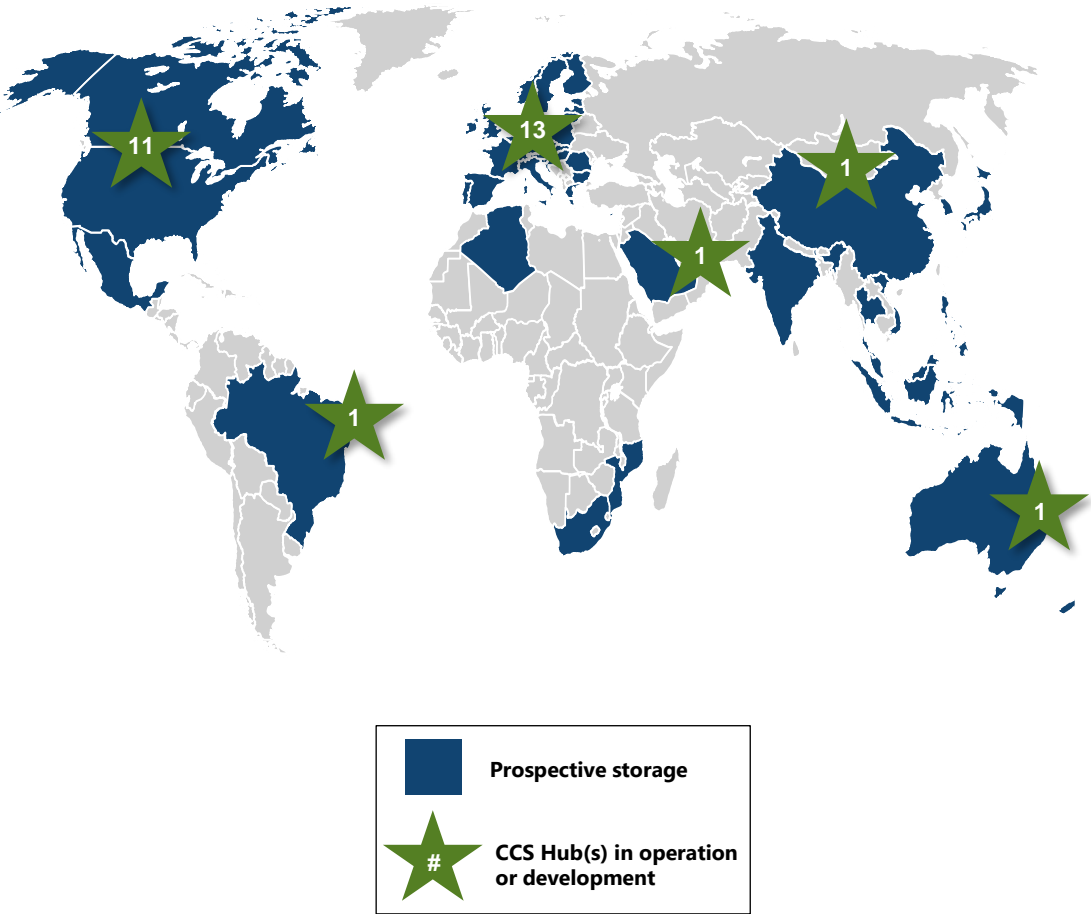 11
13
1
1
1
1
Prospective storage
#
CCS Hub(s) in operation
or development